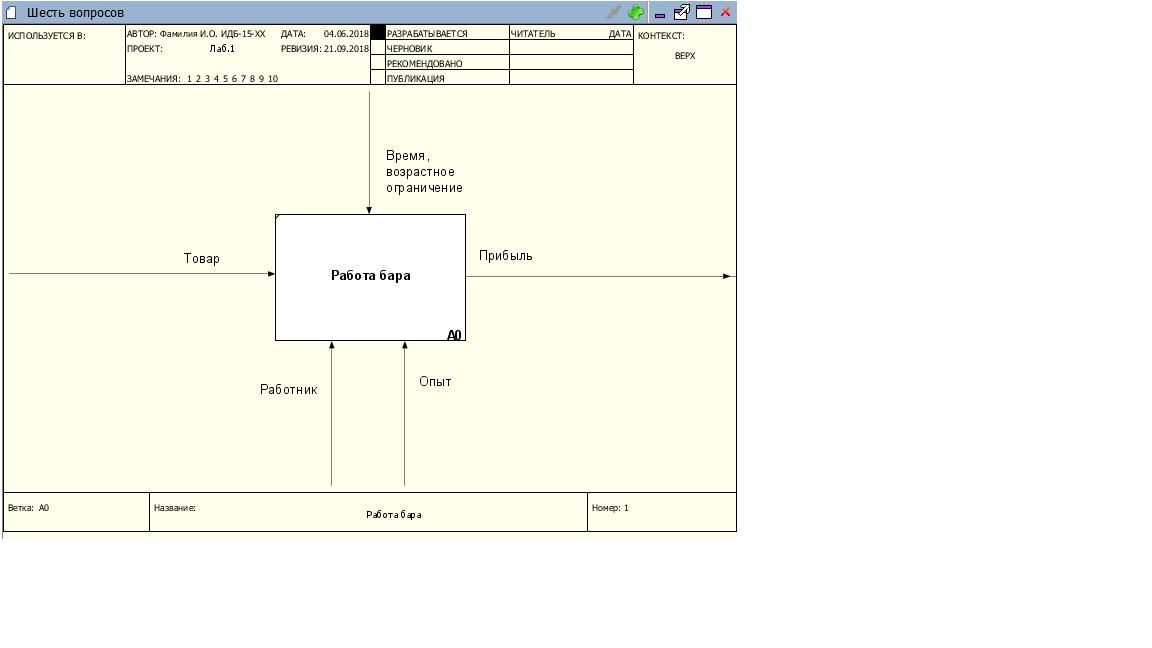 Шесть вопросов
ИСПОЛЬЗУЕТСЯ В:
АВТОР: Фамилия И.О. ИДБ-15-XX ДАТА: 04.06.2018
ПРОЕКТ: Лаб.1 РЕВИЗИЯ: 21.09.2018
ЗАМЕЧАНИЯ: 1 2 3 4 5 6 7 8 9 10
РАЗРАБАТЫВАЕТСЯ
ЧЕРНОВИК
РЕКОМЕНДОВАНО
ПУБЛИКАЦИЯ
ЧИТАТЕЛЬ ДАТА
КОНТЕКСТ:
ВЕРХ
Время,
возрастное
ограничение
Товар
Прибыль
Работа бара
A0
Работник
Опыт
Ветка: A0
Название:
Работа бара
Номер: 1